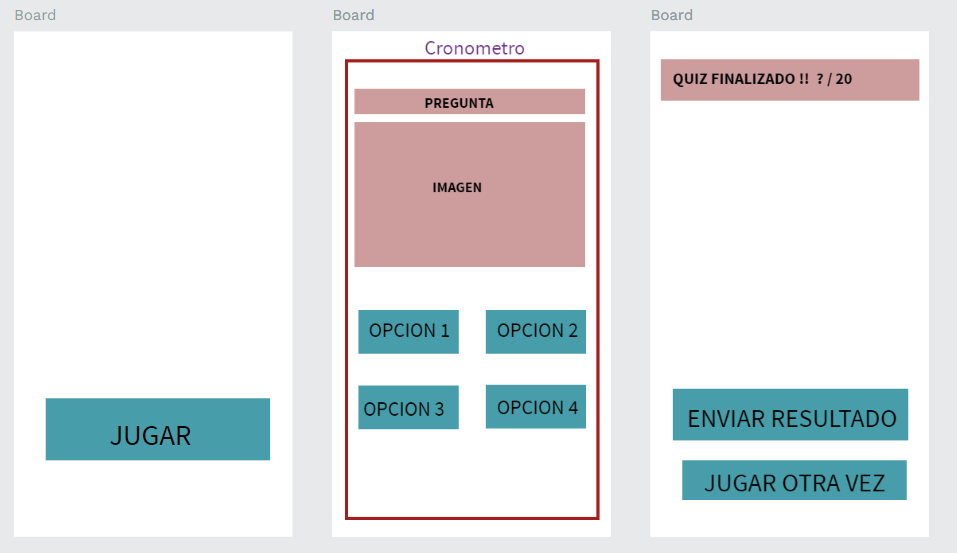 Board
JUGAR
Board
Cronometro
PREGUNTA
IMAGEN
OPCION 1
OPCION 2
OPCION 3
OPCION 4
Board
QUIZ FINALIZADO !! ? / 20
ENVIAR RESULTADO
JUGAR OTRA VEZ